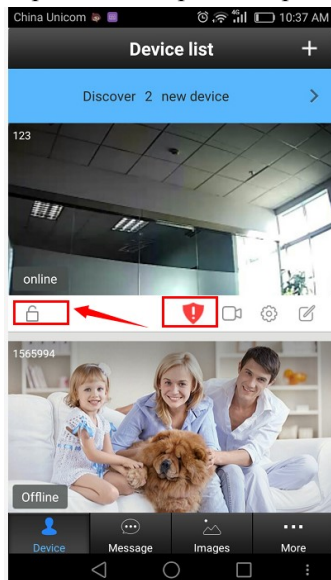 China Unicom 4G 10:37 AM
Device list +
Discover 2 new device
123
online
1565994
Offline
Device Message Images More